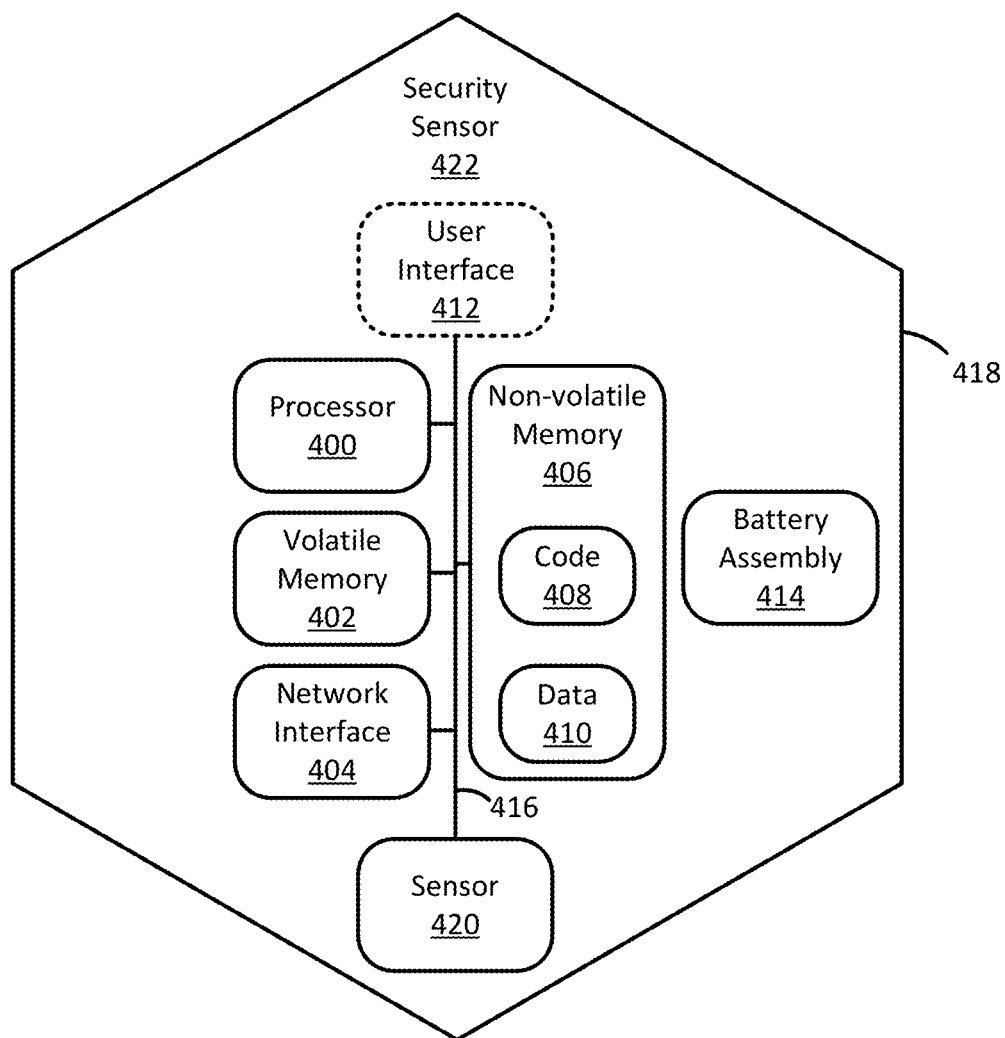 Security
Sensor
422
User
Interface
412
418
Processor
400
Non-volatile
Memory
406
Volatile
Memory
402
Code
408
Battery
Assembly
414
Network
Interface
404
Data
410
416
Sensor
420